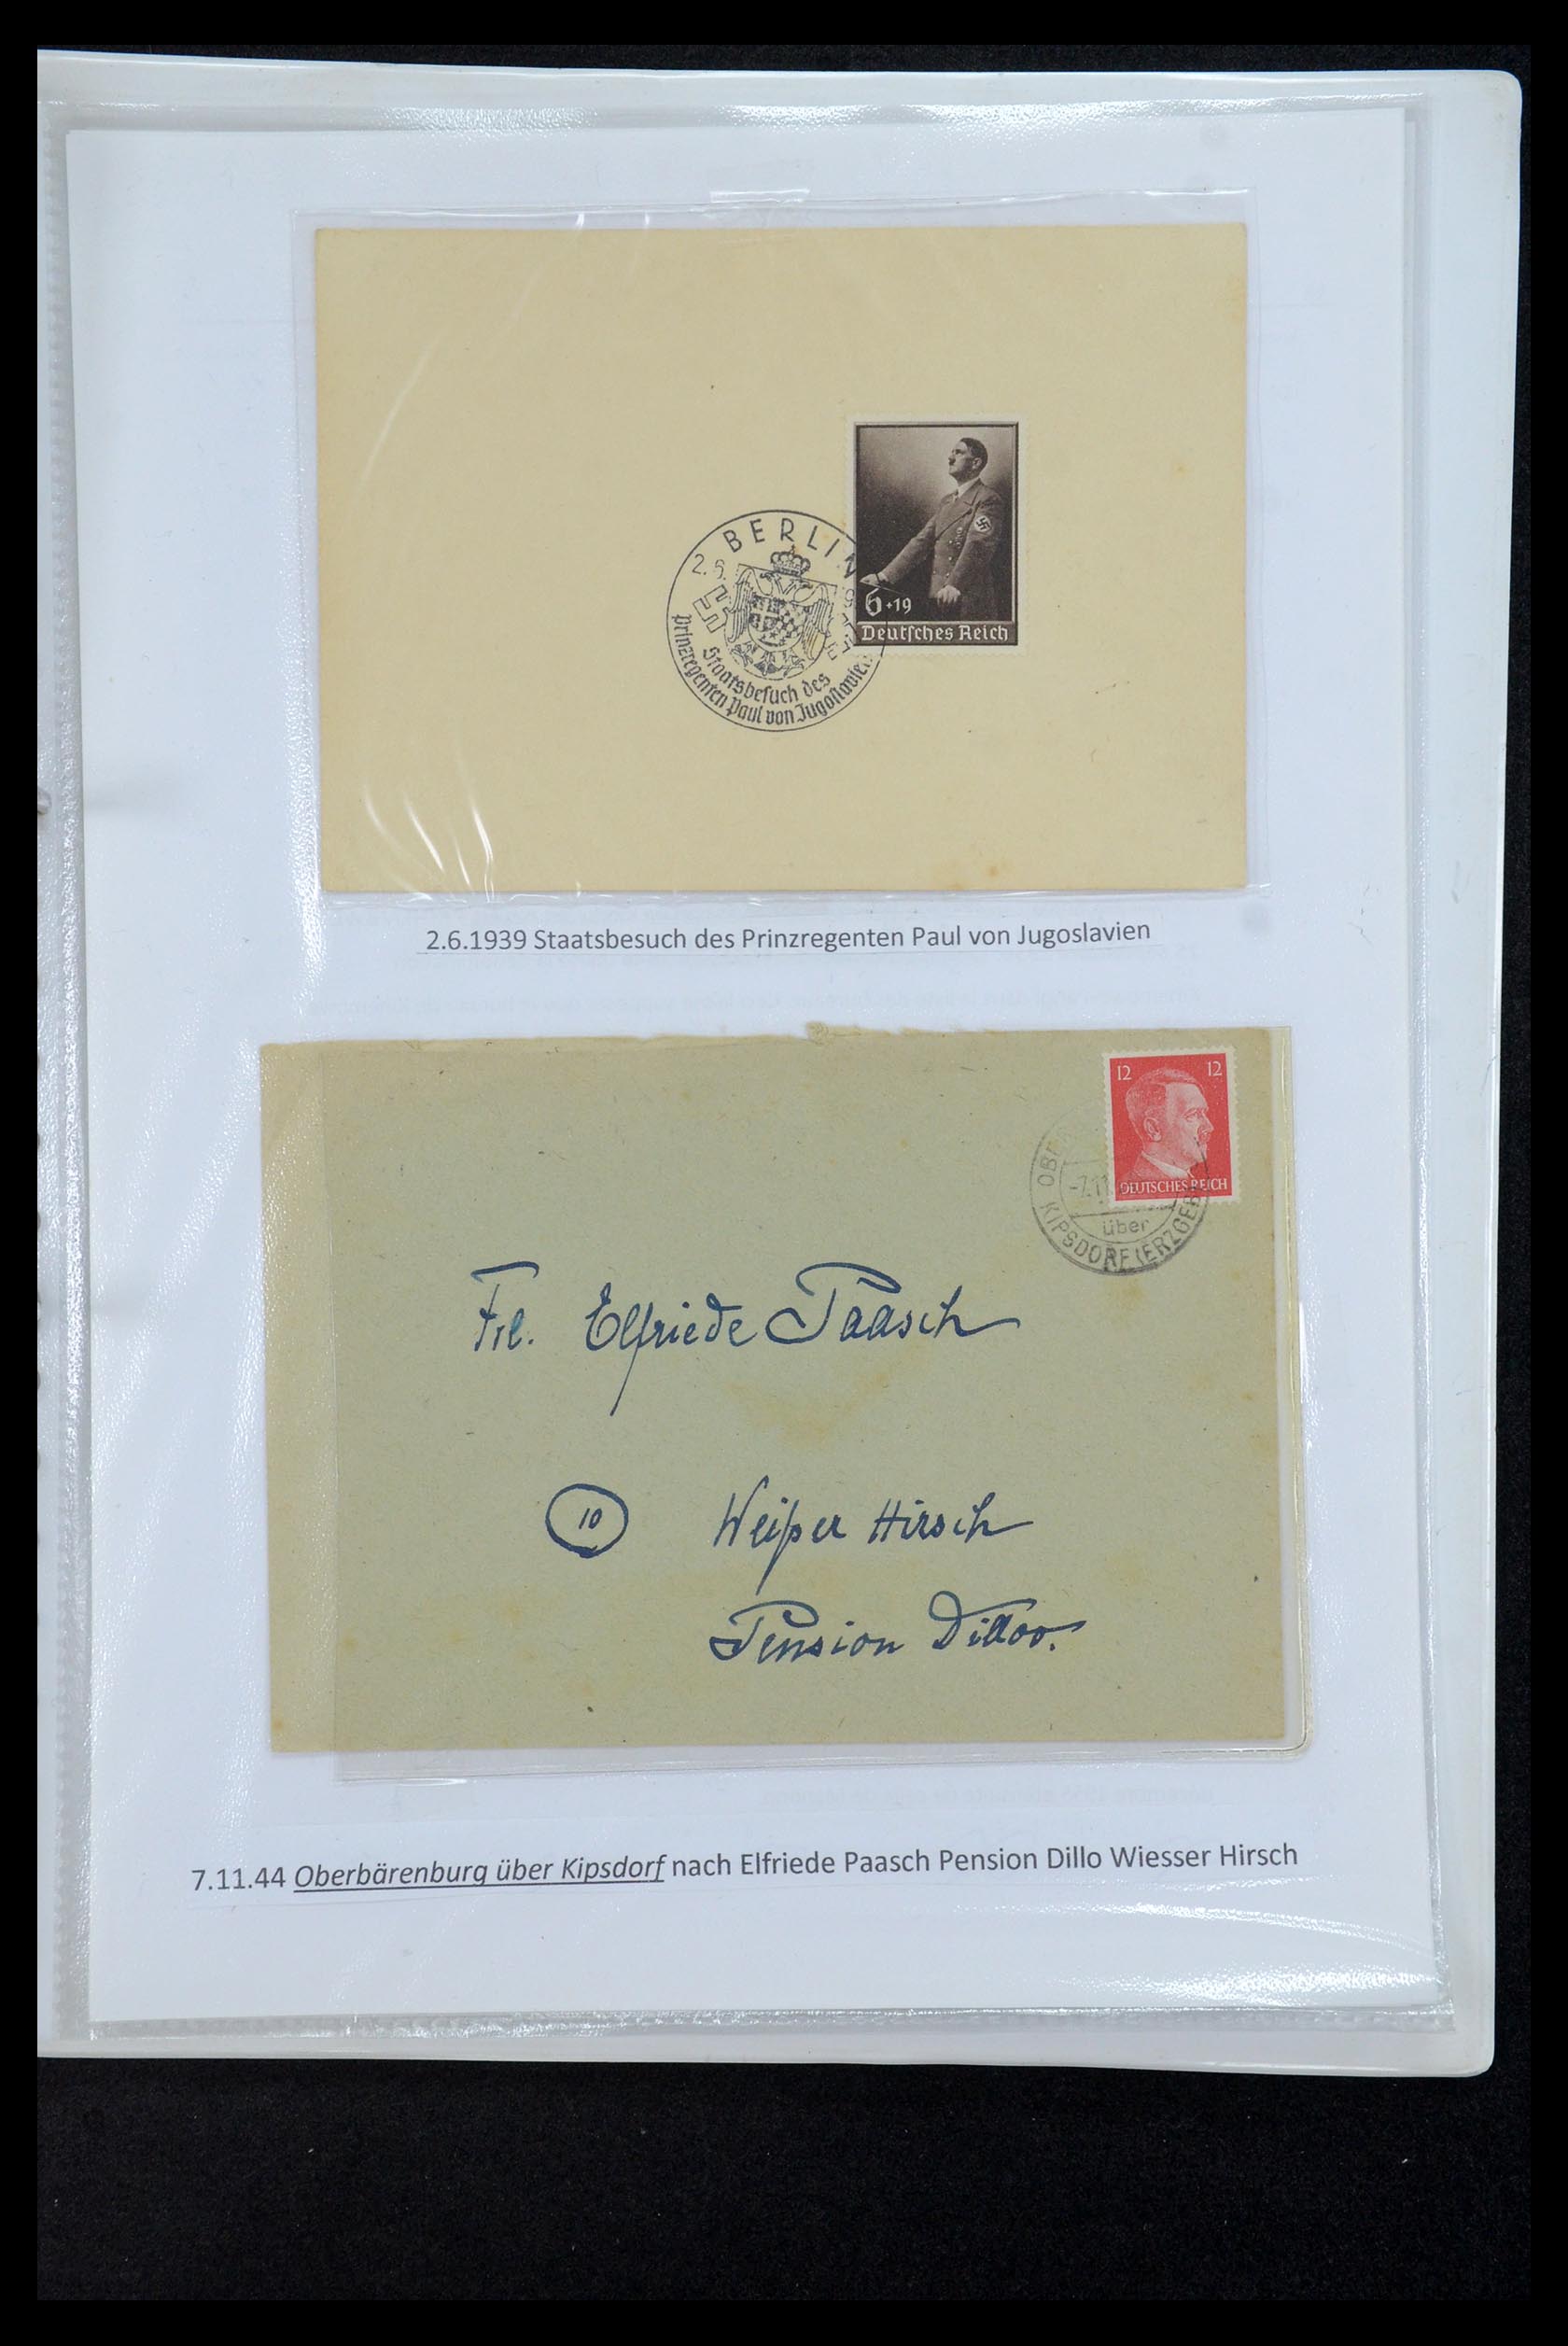 BERLIN
2.6.
Staatsbesuch des
Prinzregenten Paul von Jugoslawien
6+19
Deutsches Reich
2.6.1939 Staatsbesuch des Prinzregenten Paul von Jugoslavien
12 12
DEUTSCHES REICH
OBE
-7.11
über
KIPSDORF (ERZGEB
Frl. Elfriede Paasch
10 Weißer Hirsch
Pension Dilloo.
7.11.44 Oberbärenburg über Kipsdorf nach Elfriede Paasch Pension Dillo Wiesser Hirsch